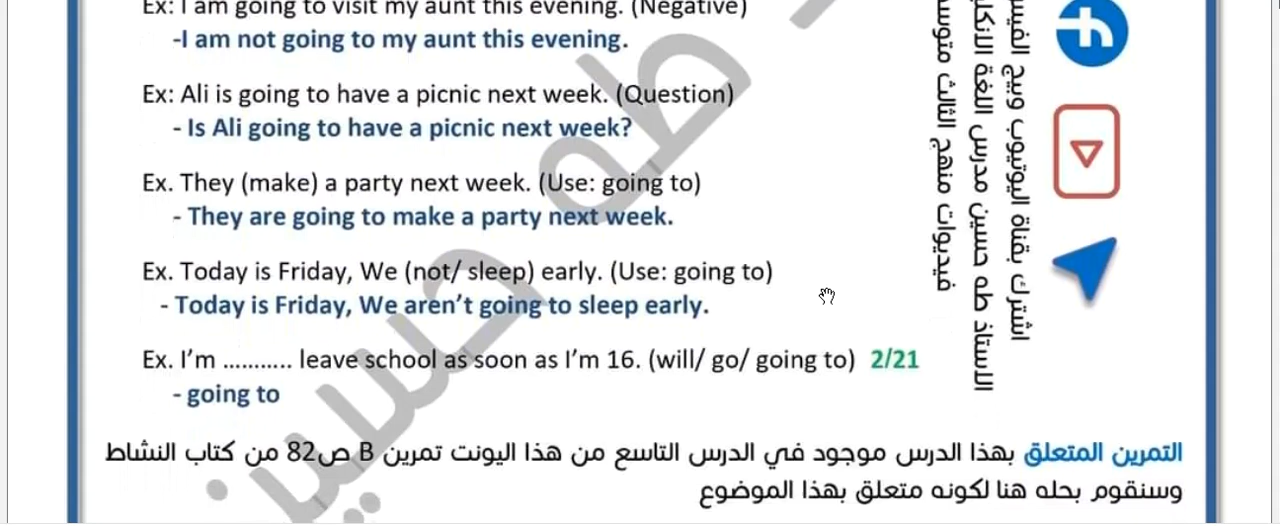 Ex: I am going to visit my aunt this evening. (Negative)
-I am not going to my aunt this evening.
Ex: Ali is going to have a picnic next week. (Question)
- Is Ali going to have a picnic next week?
Ex. They (make) a party next week. (Use: going to)
- They are going to make a party next week.
Ex. Today is Friday, We (not/ sleep) early. (Use: going to)
- Today is Friday, We aren’t going to sleep early.
Ex. I’m ........... leave school as soon as I’m 16. (will/ go/ going to) 2/21
- going to
التمرين المتعلق بهذا الدرس موجود في الدرس التاسع من هذا اليونت تمرين B ص82 من كتاب النشاط
وسنقوم بحله هنا لكونه متعلق بهذا الموضوع
اشترك بقناة اليوتيوب وبيج
الاستاذ طه حسين مدرس اللغة
فيديوات منهج الثالث
طه حسين